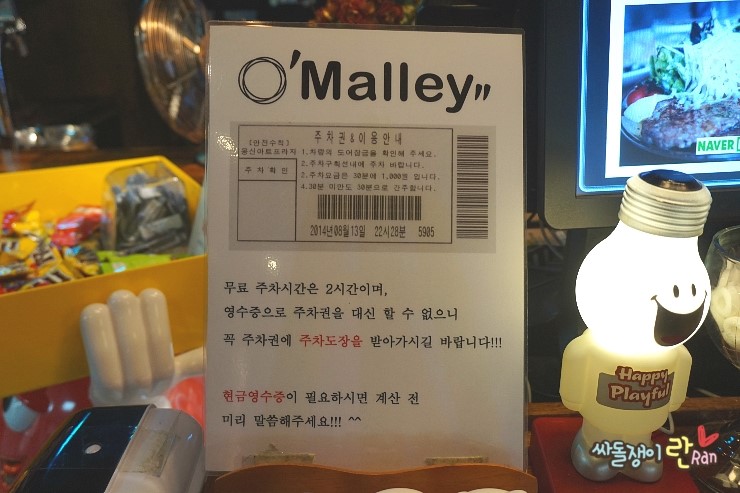 O'Malley"
주차권&이용안내
(안전수칙)
용신아트프라자
1.차량의 도어잠금을 확인해 주세요.
2.주차구획선내에 주차 바랍니다.
주차확인
3.주차요금은 30분에 1,000원 입니다.
4.30분 미만도 30분으로 간주합니다.
2014년08월13일 22시28분 5905
무료 주차시간은 2시간이며,
영수증으로 주차권을 대신 할 수 없으니
꼭 주차권에 주차도장을 받아가시길 바랍니다!!!
현금영수증이 필요하시면 계산 전
미리 말씀해주세요!!! ^^
NAVER
Happy
Playful
싸돌쟁이 란
Ran